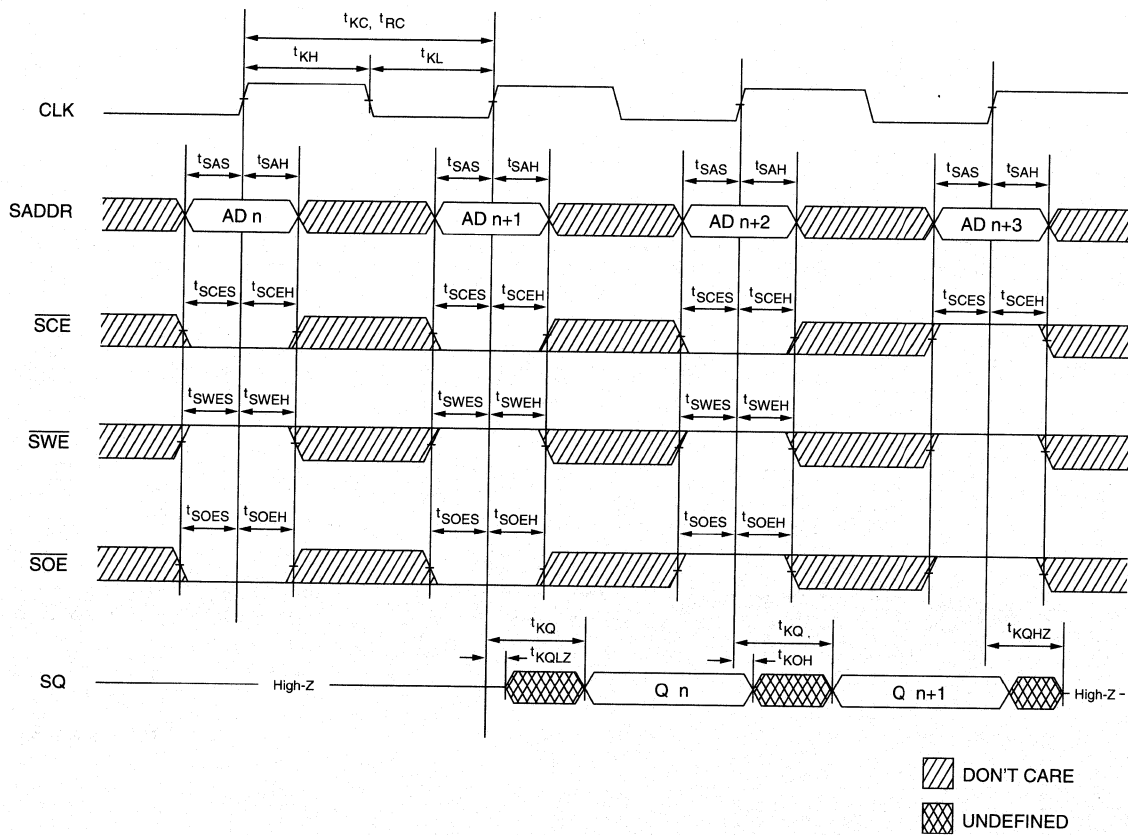 tKC, tRC
tKH tKL
CLK
tSAS tSAH tSAS tSAH tSAS tSAH tSAS tSAH
SADDR AD n AD n+1 AD n+2 AD n+3
tSCES tSCEH tSCES tSCEH tSCES tSCEH tSCES tSCEH
SCE
tSWES tSWEH tSWES tSWEH tSWES tSWEH
SWE
tSOES tSOEH tSOES tSOEH tSOES tSOEH
SOE
tKQ tKQ tKQHZ
tKQLZ tKOH
SQ High-Z Q n Q n+1 High-Z
DON'T CARE
UNDEFINED